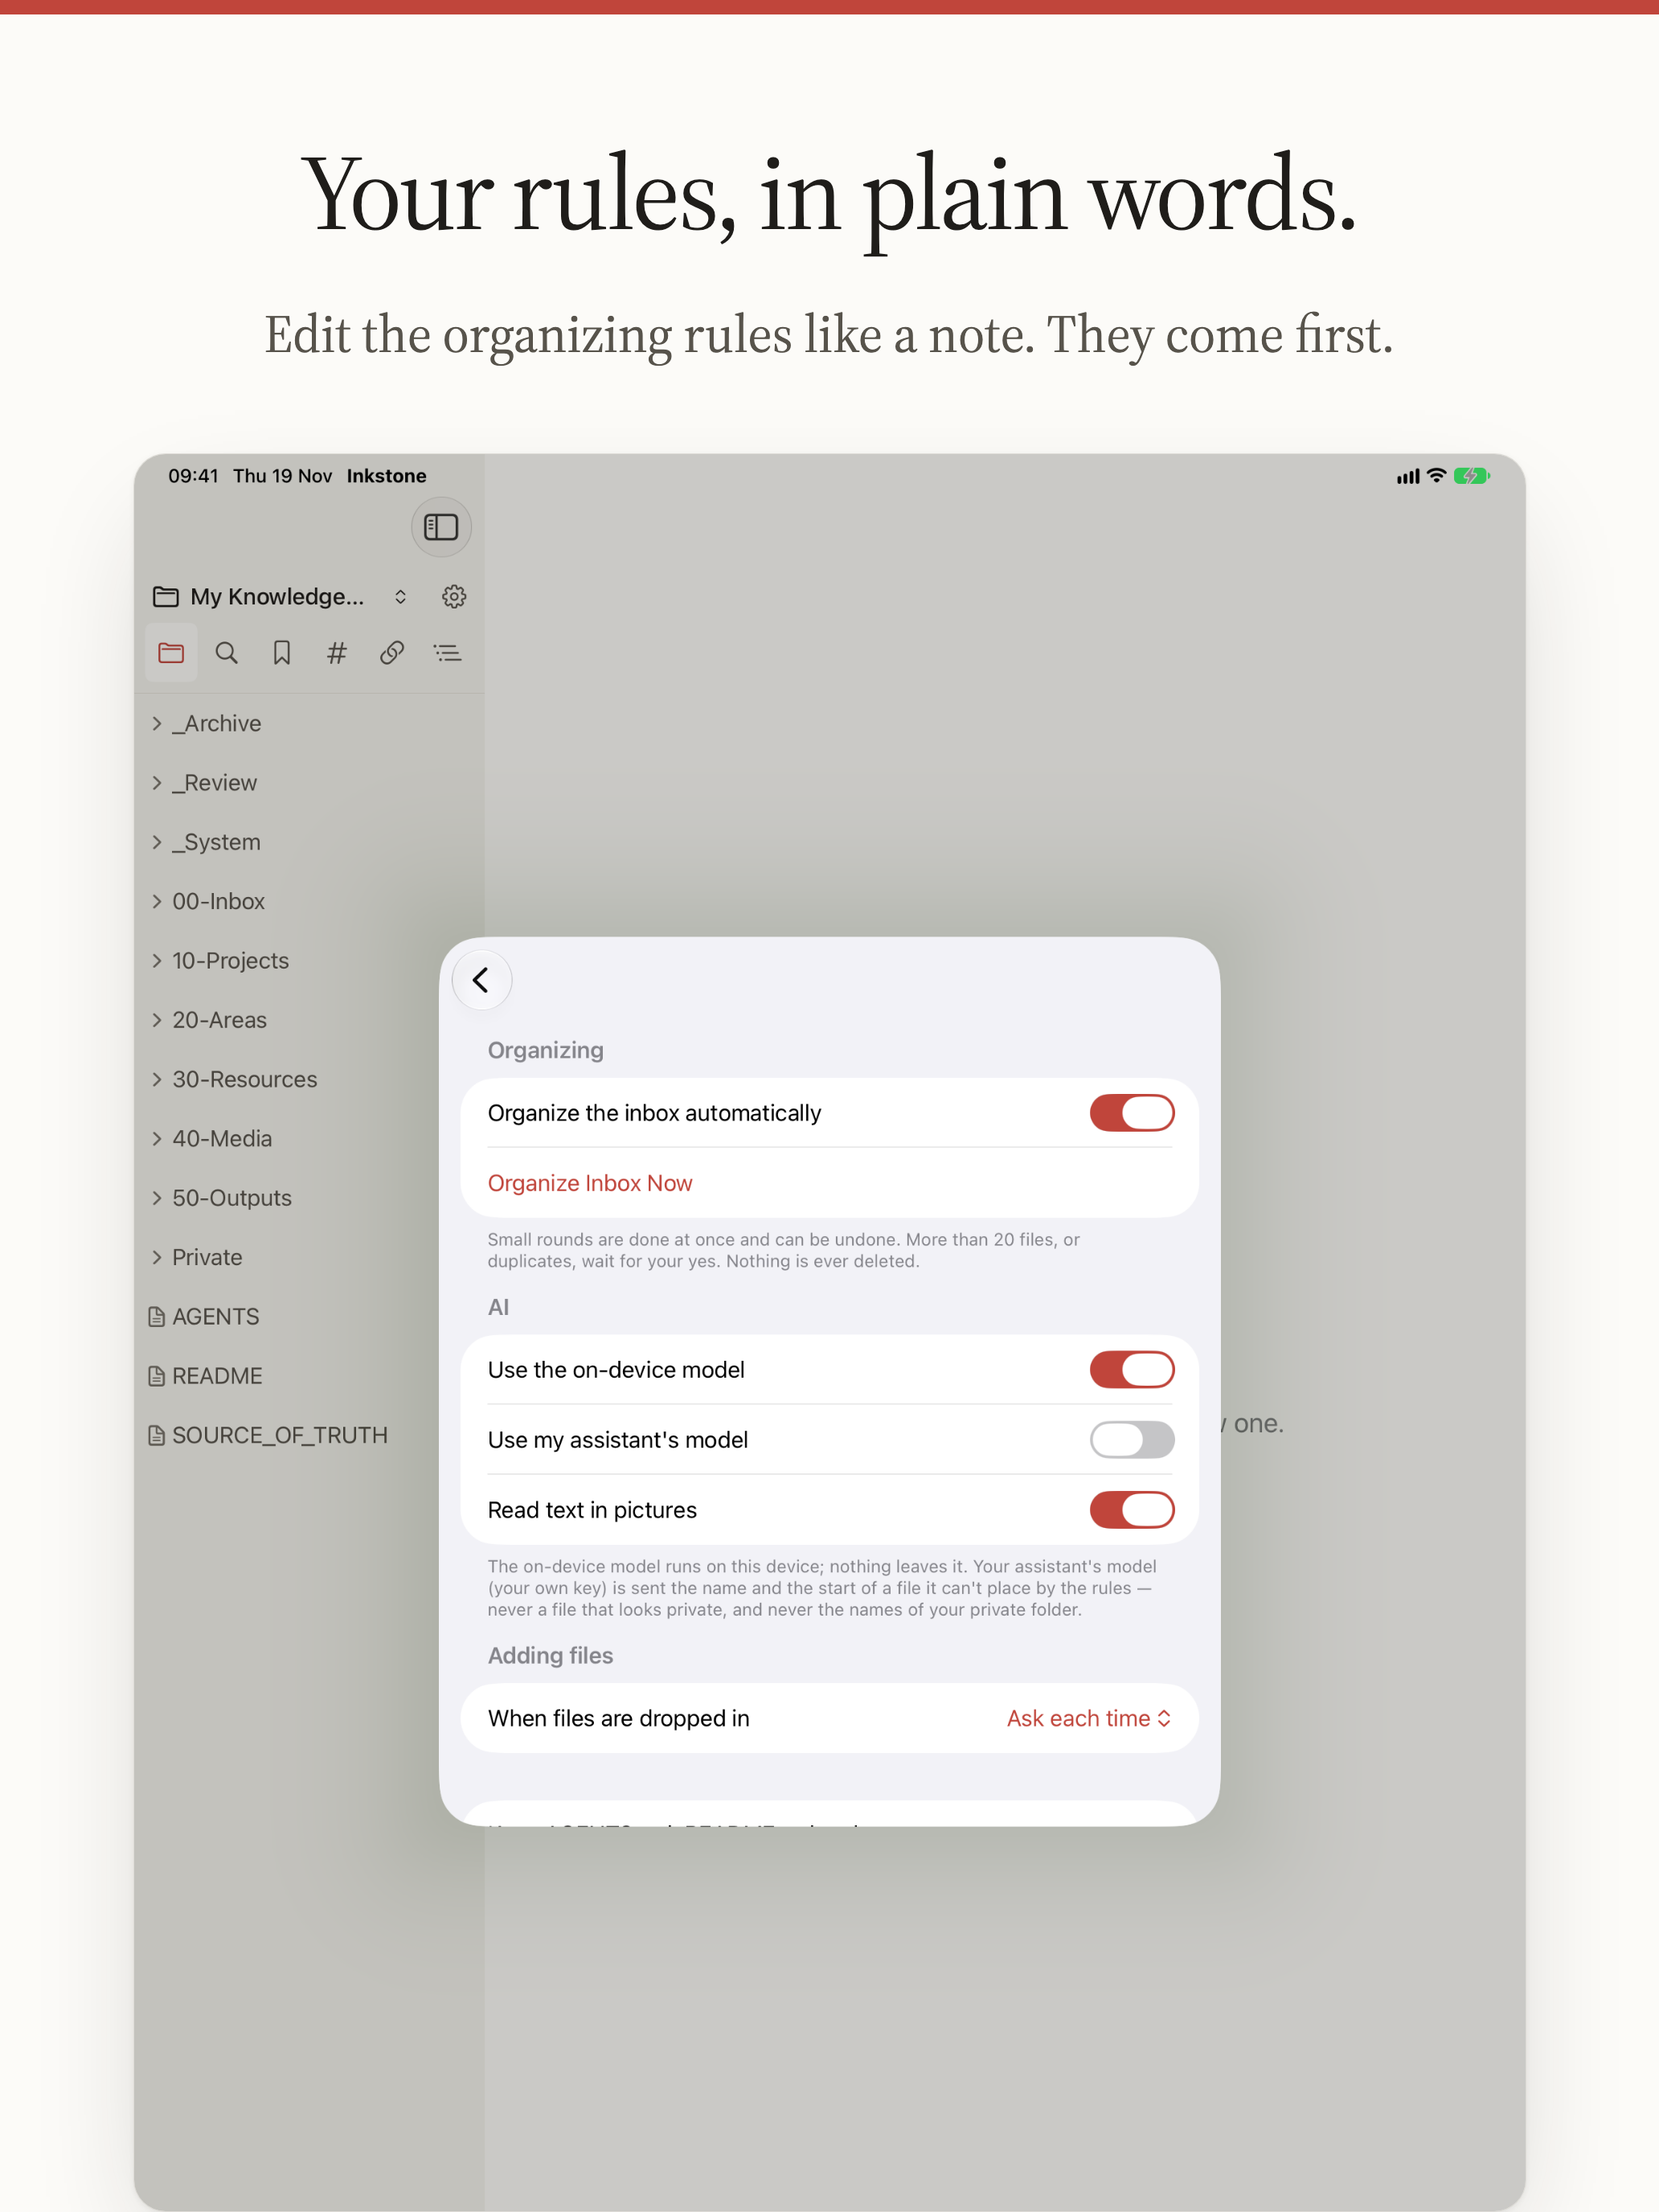 Your rules, in plain words.
Edit the organizing rules like a note. They come first.
09:41 Thu 19 Nov Inkstone
My Knowledge...
_Archive
_Review
_System
00-Inbox
10-Projects
20-Areas
30-Resources
40-Media
50-Outputs
Private
AGENTS
README
SOURCE_OF_TRUTH
one.
Organizing
Organize the inbox automatically
Organize Inbox Now
Small rounds are done at once and can be undone. More than 20 files, or
duplicates, wait for your yes. Nothing is ever deleted.
AI
Use the on-device model
Use my assistant's model
Read text in pictures
The on-device model runs on this device; nothing leaves it. Your assistant's model
(your own key) is sent the name and the start of a file it can't place by the rules —
never a file that looks private, and never the names of your private folder.
Adding files
When files are dropped in
Ask each time